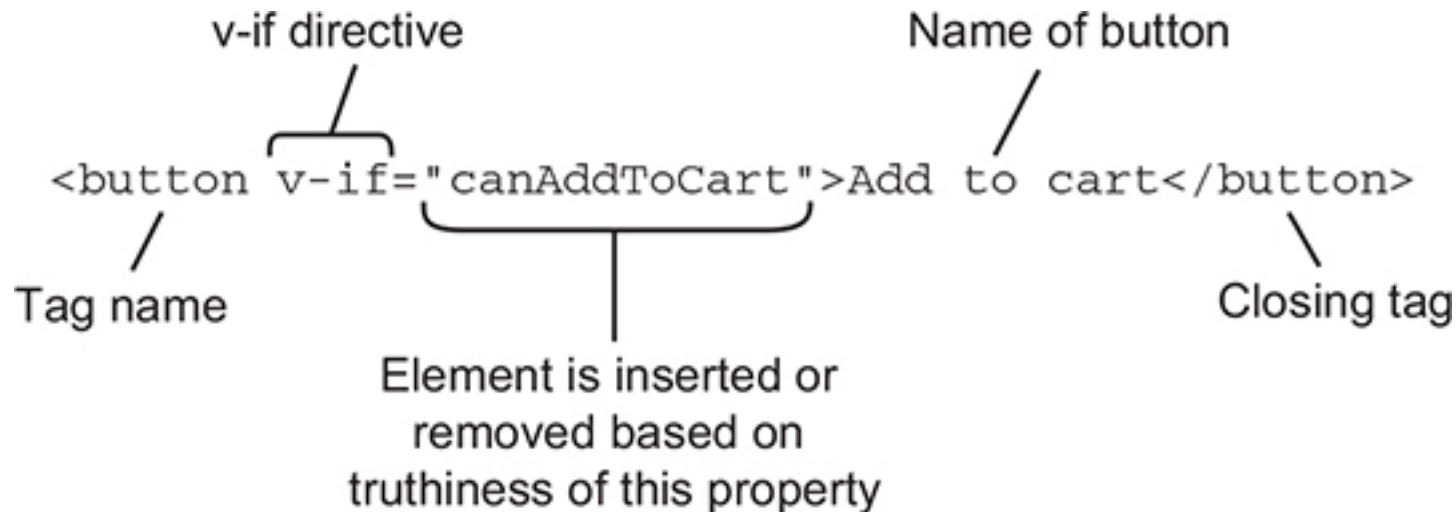 v-if directive
Name of button
<button v-if="canAddToCart">Add to cart</button>
Tag name
Closing tag
Element is inserted or
removed based on
truthiness of this property